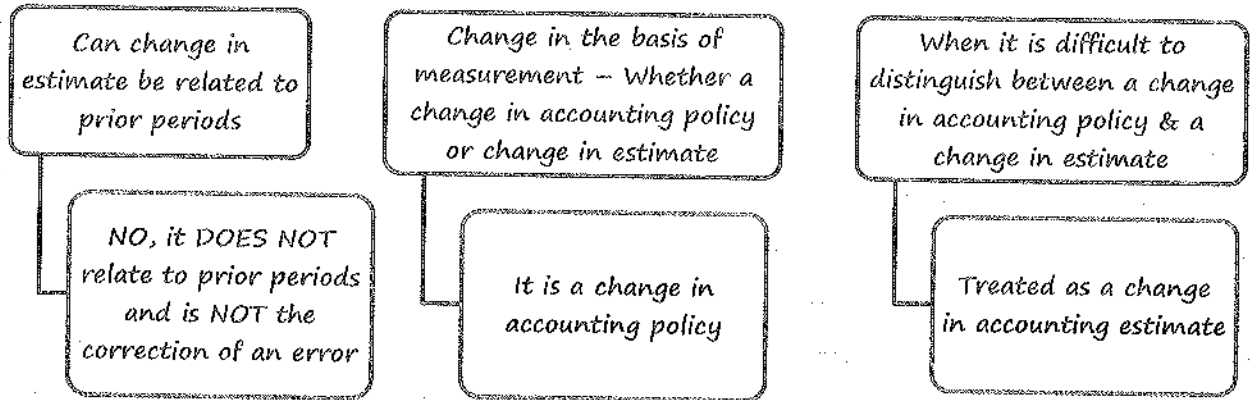 Can change in
estimate be related to
prior periods
NO, it DOES NOT
relate to prior periods
and is NOT the
correction of an error
Change in the basis of
measurement – Whether a
change in accounting policy
or change in estimate
It is a change in
accounting policy
When it is difficult to
distinguish between a change
in accounting policy & a
change in estimate
Treated as a change
in accounting estimate